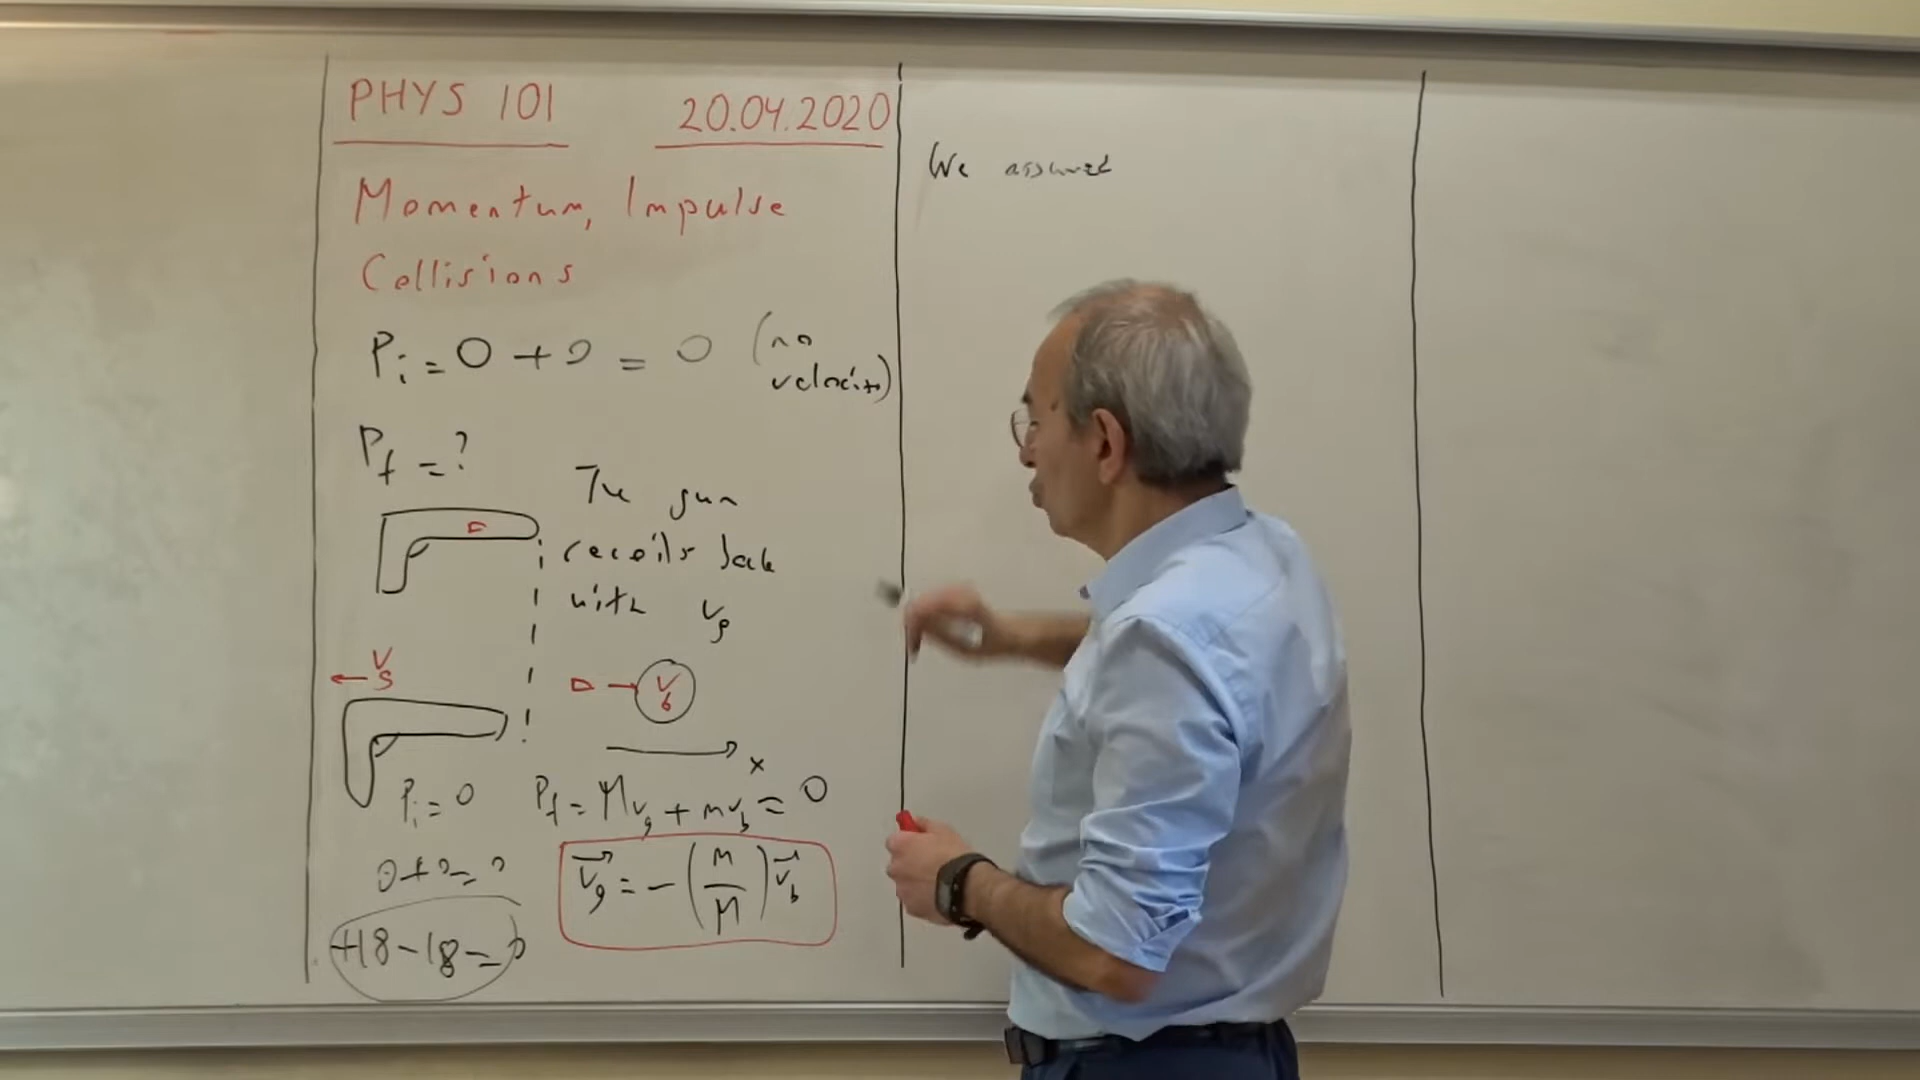 PHYS 101 20.04.2020
Momentum, Impulse
Collisions
Pi = 0 + 0 = 0 (no
velocity)
Pf = ?
The gun
recoils back
with vg
Vg
Vb
x
Pi = 0
Pf = Mvg + mvb = 0
0 + 0 = 0
vg = -(m/M) vb
+18 - 18 = 0
We assumed